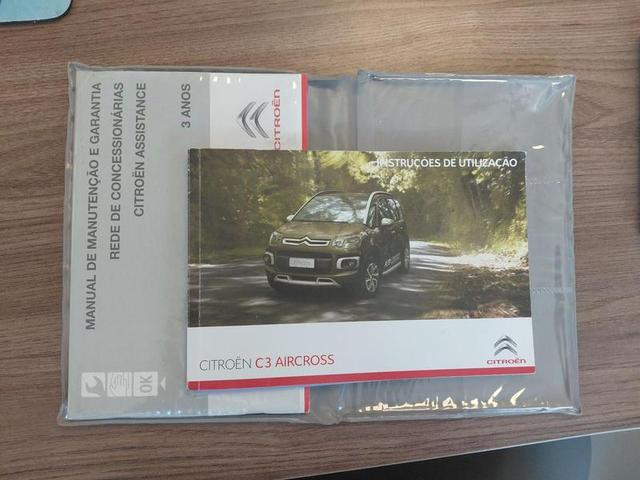 MANUAL DE MANUTENÇÃO E GARANTIA
REDE DE CONCESSIONÁRIAS
CITROËN ASSISTANCE
3 ANOS
CITROËN
OK
INSTRUÇÕES DE UTILIZAÇÃO
CITROËN C3 AIRCROSS
CITROËN